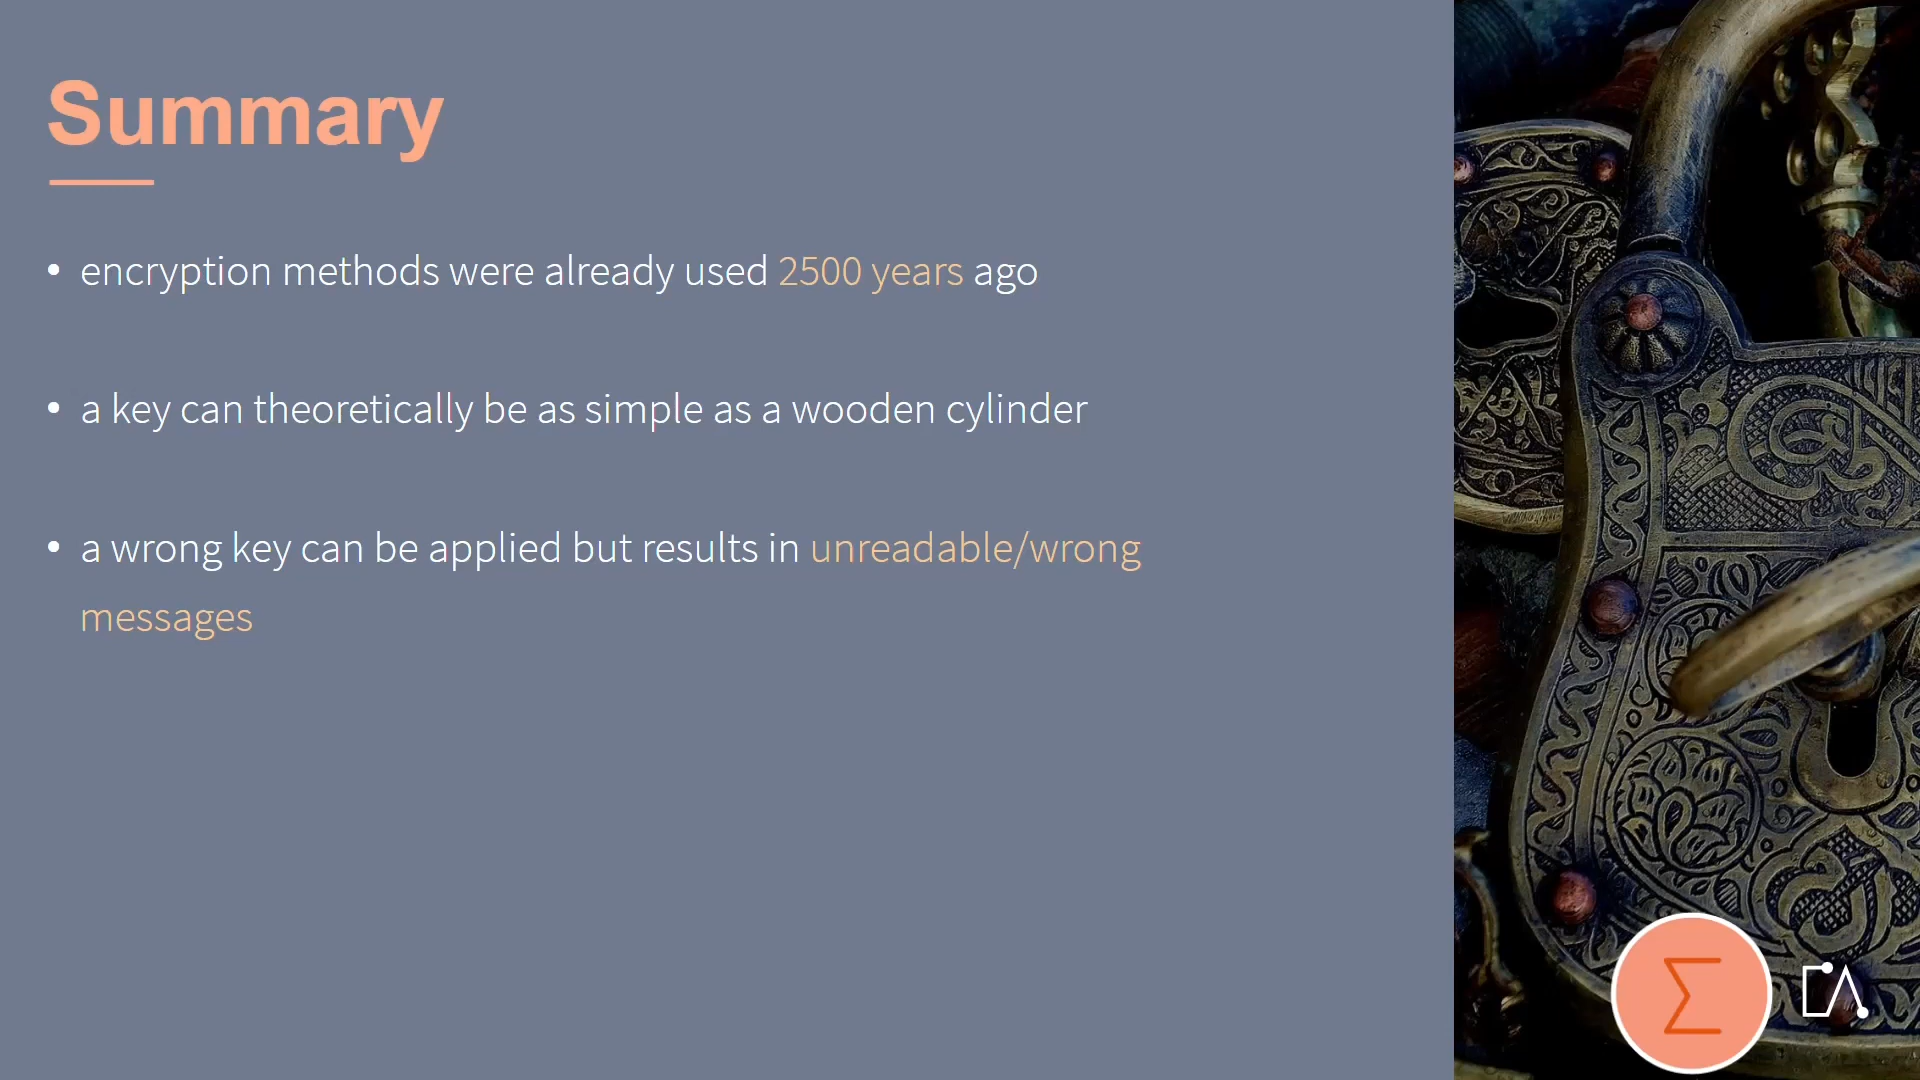 Summary
• encryption methods were already used 2500 years ago
• a key can theoretically be as simple as a wooden cylinder
• a wrong key can be applied but results in unreadable/wrong
messages
Σ